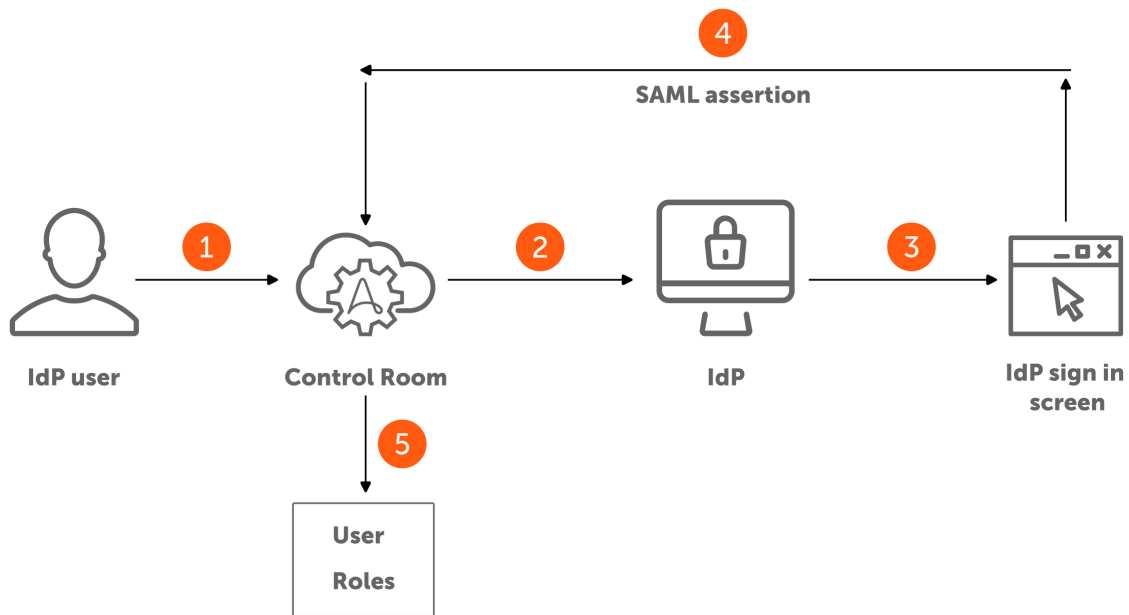 4
SAML assertion
1
2
3
IdP user
Control Room
IdP
IdP sign in
screen
5
User
Roles